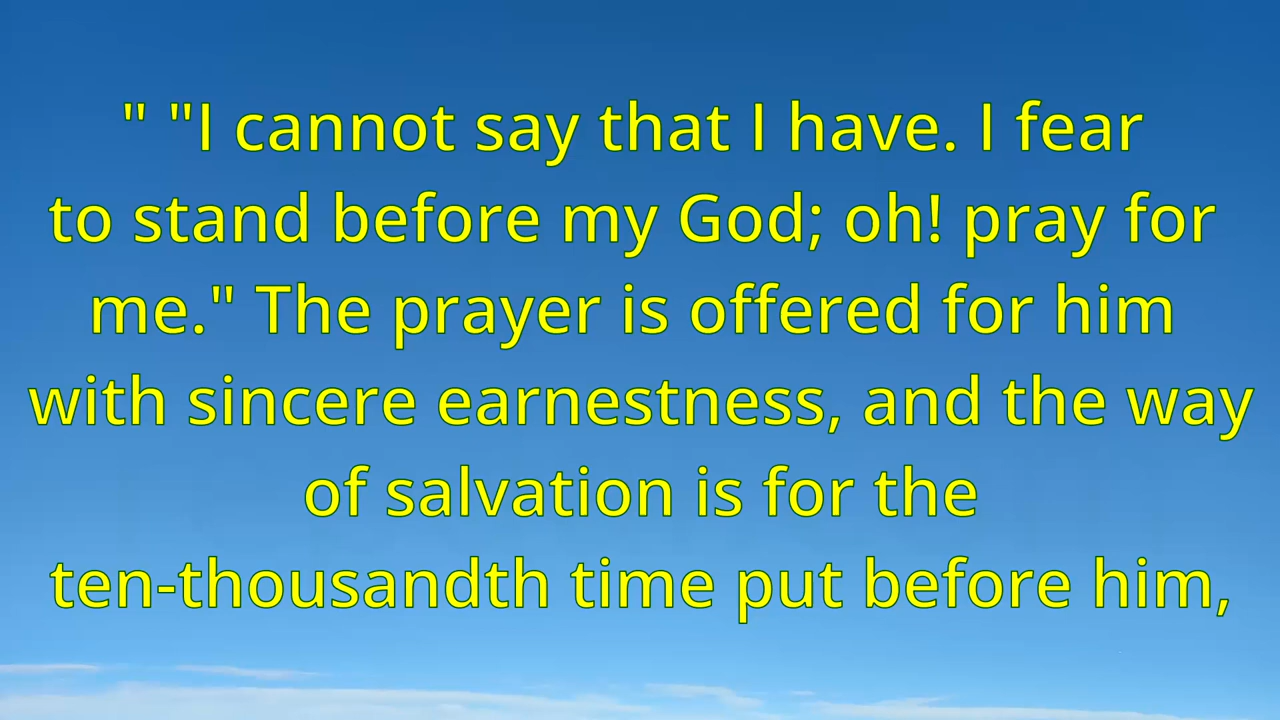 " "I cannot say that I have. I fear
to stand before my God; oh! pray for
me." The prayer is offered for him
with sincere earnestness, and the way
of salvation is for the
ten-thousandth time put before him,